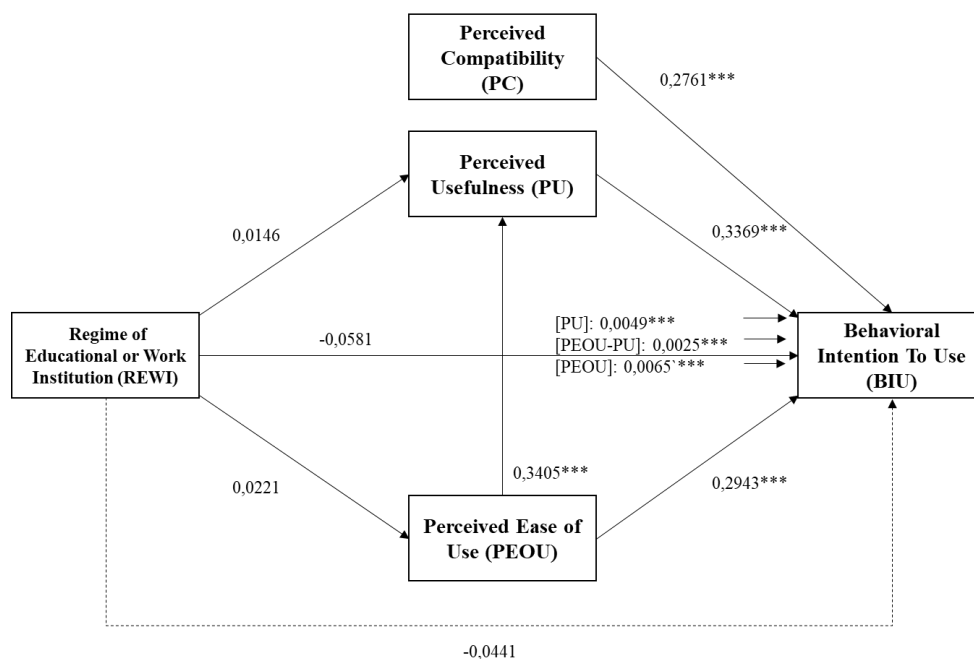 Perceived
Compatibility
(PC)
0,2761***
Perceived
Usefulness (PU)
0,0146
0,3369***
Regime of
Educational or Work
Institution (REWI)
-0,0581
[PU]: 0,0049***
[PEOU-PU]: 0,0025***
[PEOU]: 0,0065`***
Behavioral
Intention To Use
(BIU)
0,0221
0,3405***
0,2943***
Perceived Ease of
Use (PEOU)
-0,0441